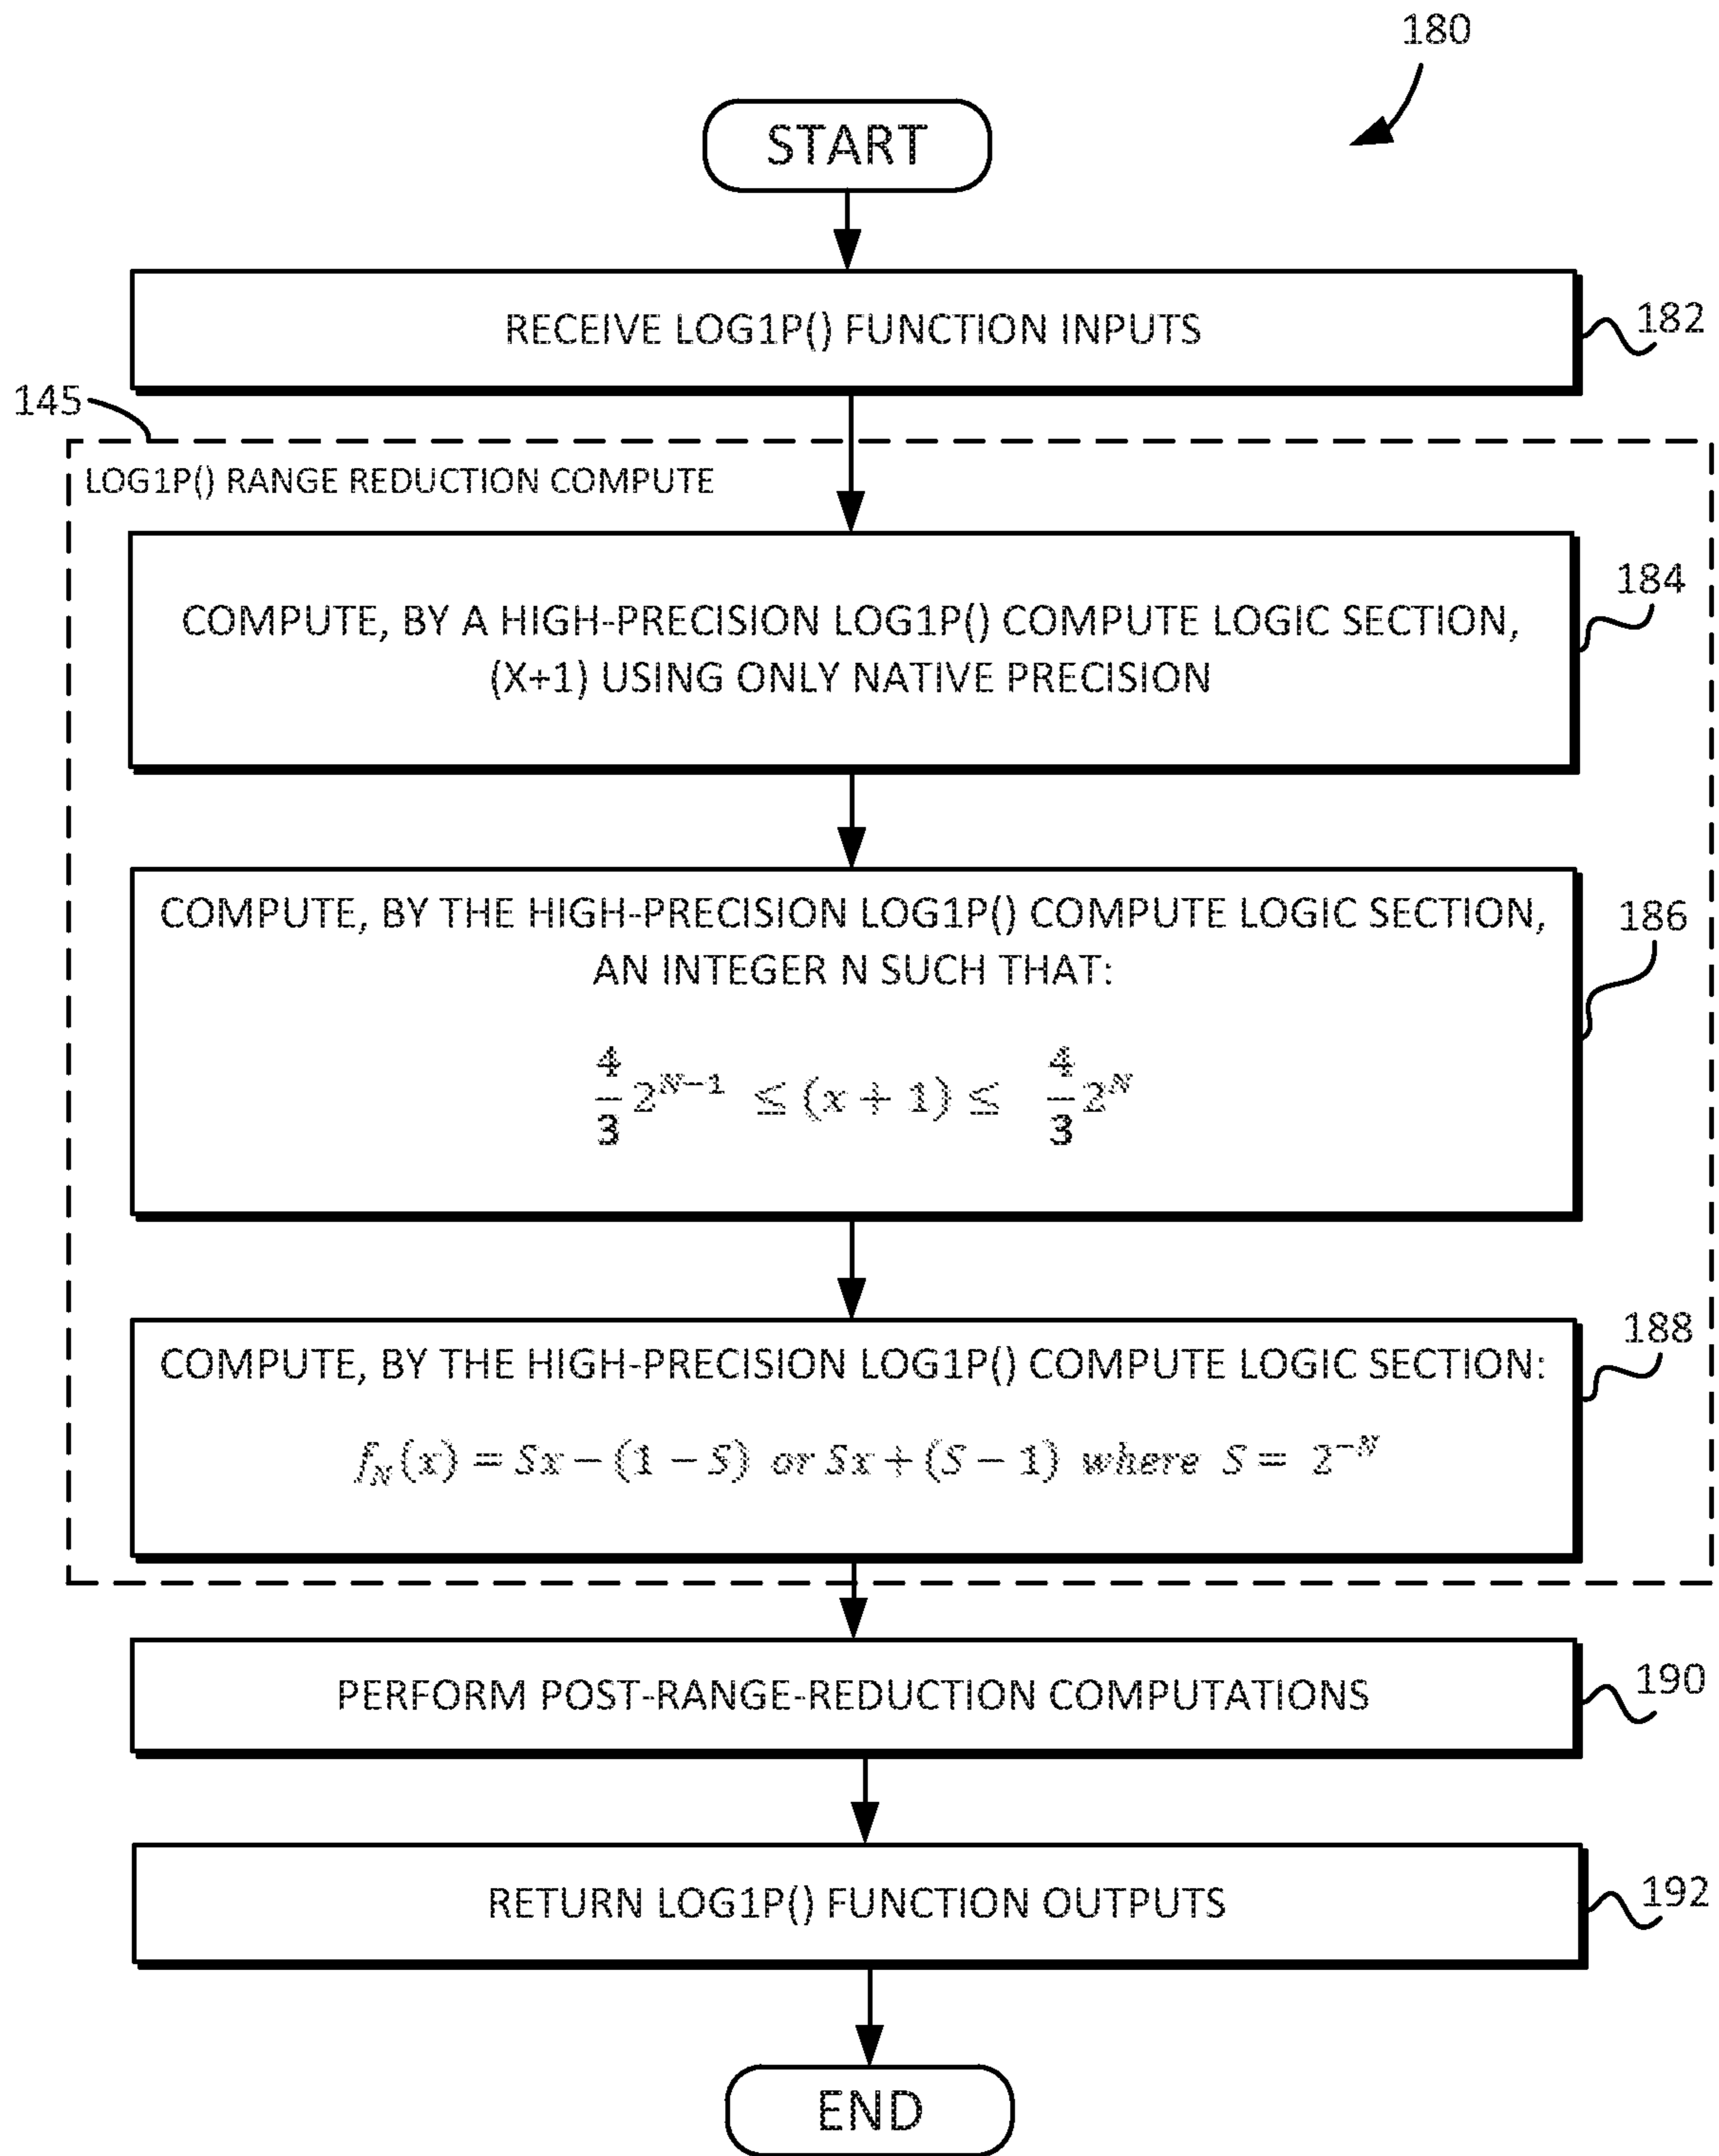 180
START
RECEIVE LOG1P() FUNCTION INPUTS
182
145
LOG1P() RANGE REDUCTION COMPUTE
COMPUTE, BY A HIGH-PRECISION LOG1P() COMPUTE LOGIC SECTION,
(X+1) USING ONLY NATIVE PRECISION
184
COMPUTE, BY THE HIGH-PRECISION LOG1P() COMPUTE LOGIC SECTION,
AN INTEGER N SUCH THAT:
4/3 2^{N-1} ≤ (x + 1) ≤ 4/3 2^N
186
COMPUTE, BY THE HIGH-PRECISION LOG1P() COMPUTE LOGIC SECTION:
f_N(x) = Sx − (1 − S) or Sx + (S − 1) where S = 2^{-N}
188
PERFORM POST-RANGE-REDUCTION COMPUTATIONS
190
RETURN LOG1P() FUNCTION OUTPUTS
192
END